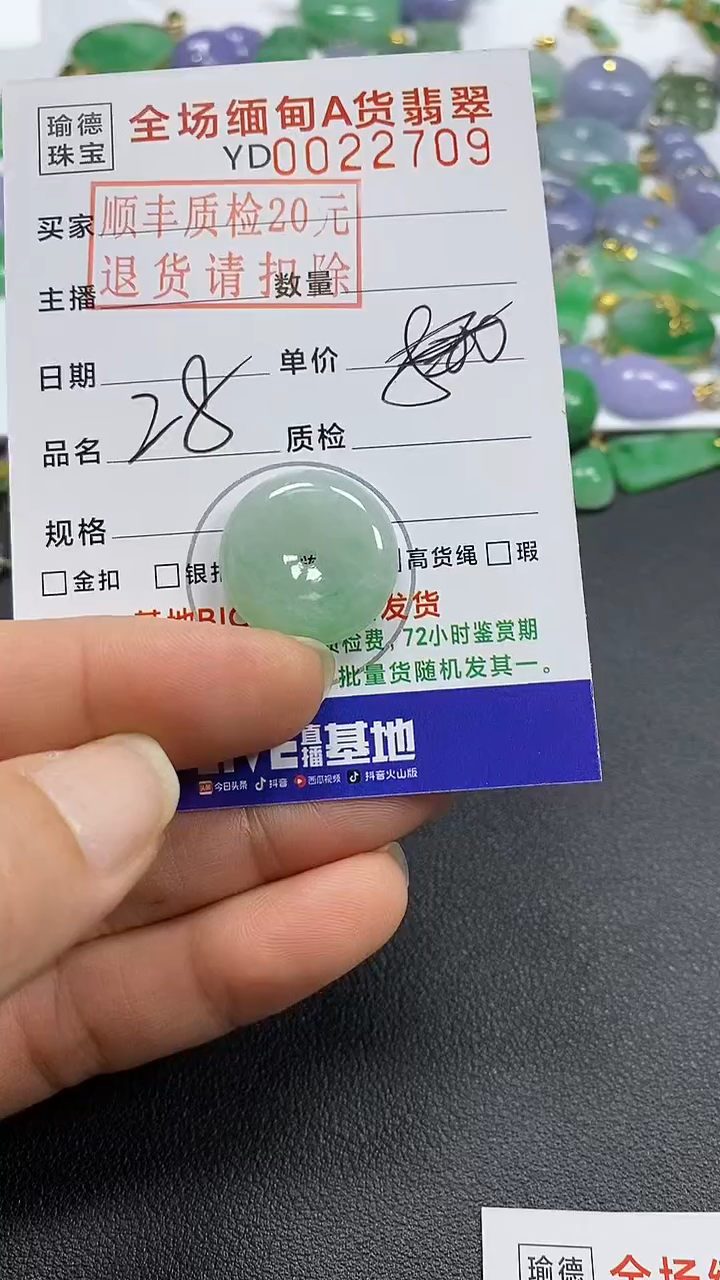 瑜德
珠宝
全场缅甸A货翡翠
YD0022709
买家
顺丰质检20元
退货请扣除
主播
数量
日期
单价
28
品名
质检
规格
金扣
高货绳
瑕
发货
检费，72小时鉴赏期
批量货随机发其一。
直播基地
今日头条 抖音 西瓜视频 抖音火山版
瑜德
全场